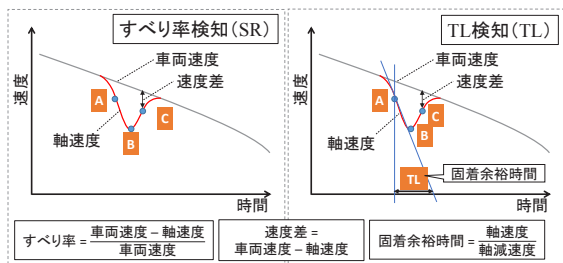 すべり率検知(SR)
車両速度
速度差
A
C
B
軸速度
速度
時間
TL検知(TL)
車両速度
速度差
A
C
B
軸速度
速度
TL
固着余裕時間
時間
すべり率 = 車両速度 − 軸速度
車両速度
速度差 =
車両速度 − 軸速度
固着余裕時間 = 軸速度
軸減速度